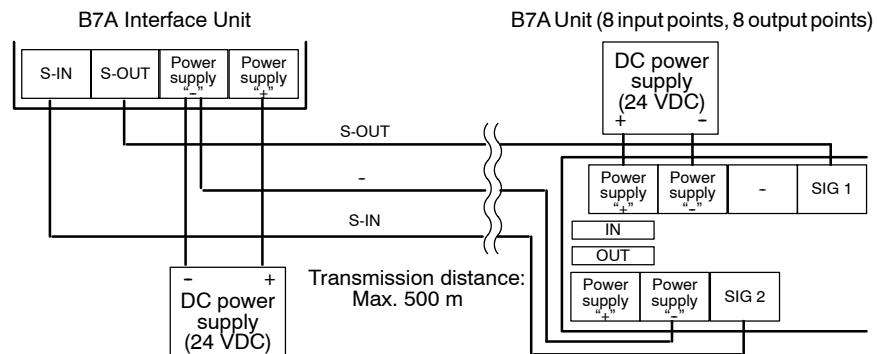 B7A Interface Unit
B7A Unit (8 input points, 8 output points)
S-IN
S-OUT
Power
supply
“–”
Power
supply
“+”
DC power
supply
(24 VDC)
+ –
S-OUT
–
S-IN
Power
supply
“+”
Power
supply
“–”
–
SIG 1
IN
OUT
Power
supply
“+”
Power
supply
“–”
SIG 2
– +
DC power
supply
(24 VDC)
Transmission distance:
Max. 500 m